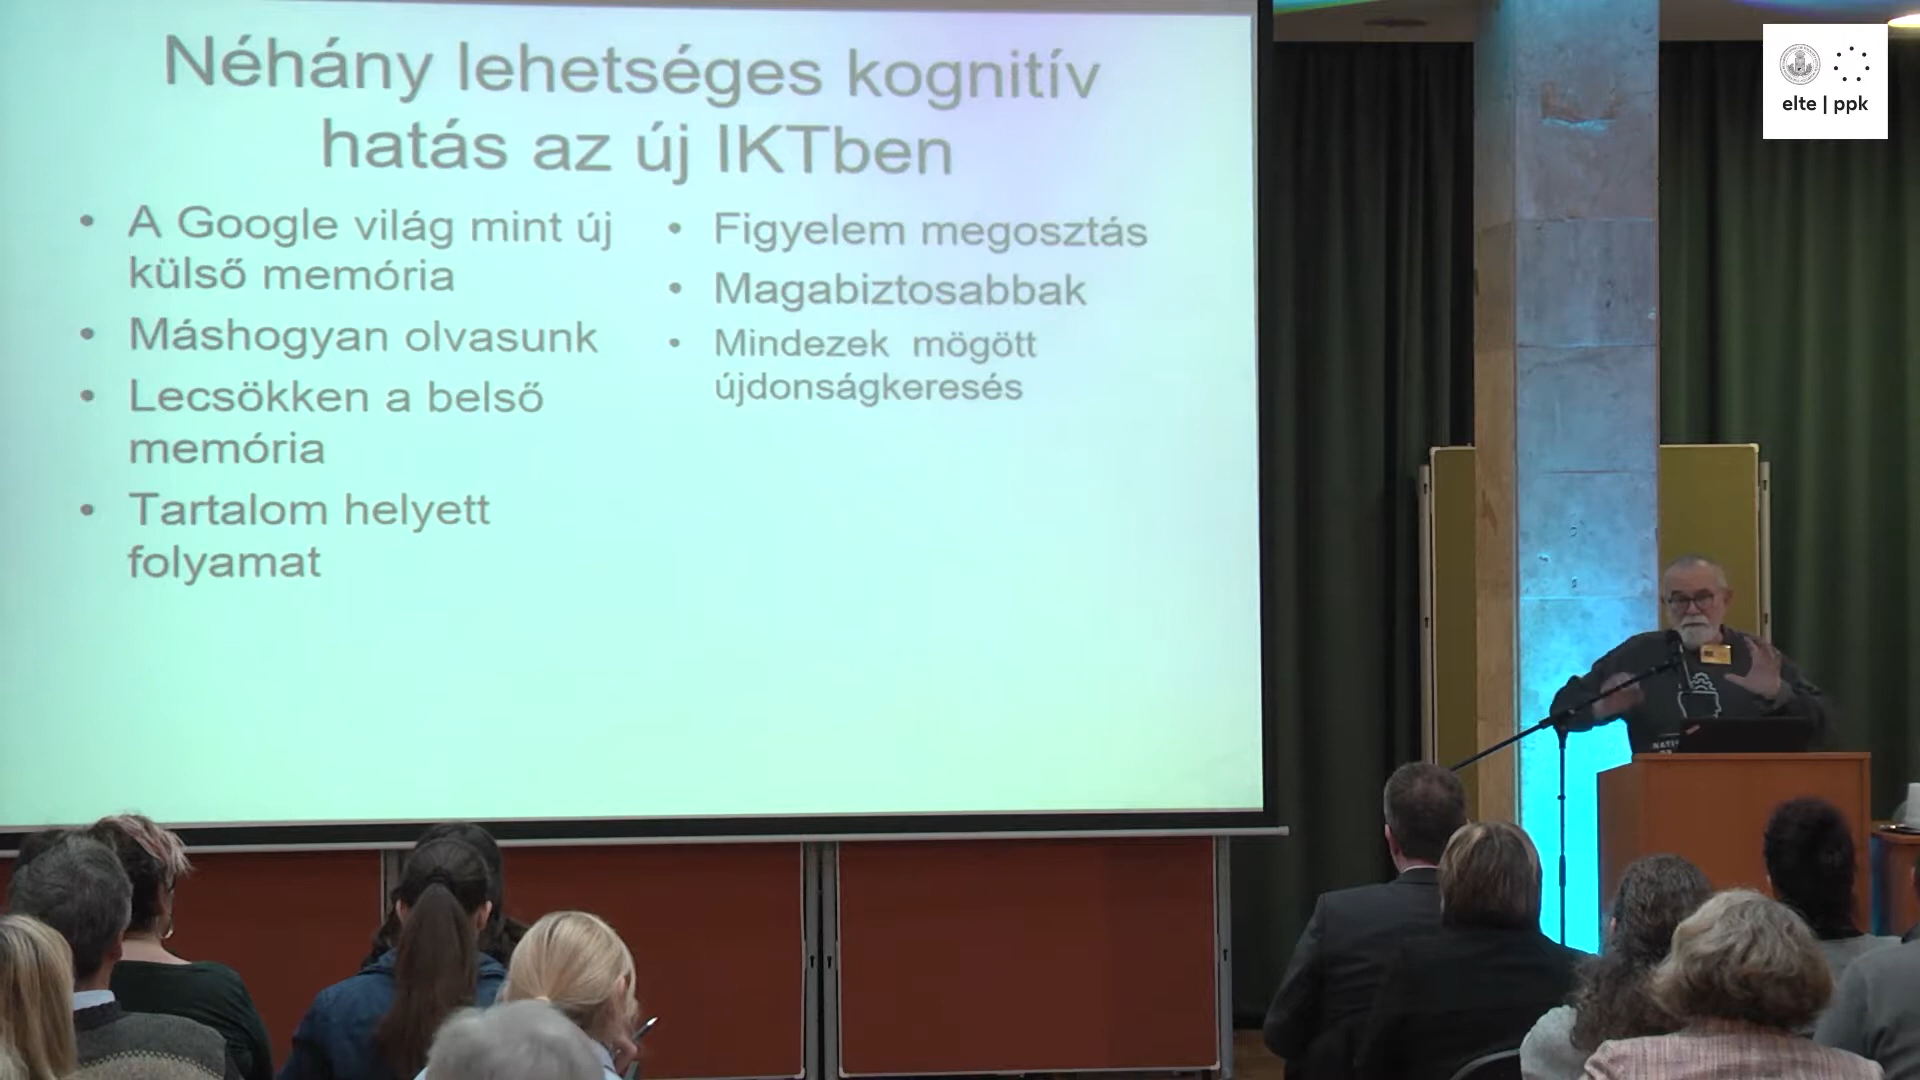 Néhány lehetséges kognitív
hatás az új IKTben
• A Google világ mint új
külső memória
• Máshogyan olvasunk
• Lecsökken a belső
memória
• Tartalom helyett
folyamat
• Figyelem megosztás
• Magabiztosabbak
• Mindezek mögött
újdonságkeresés
elte | ppk